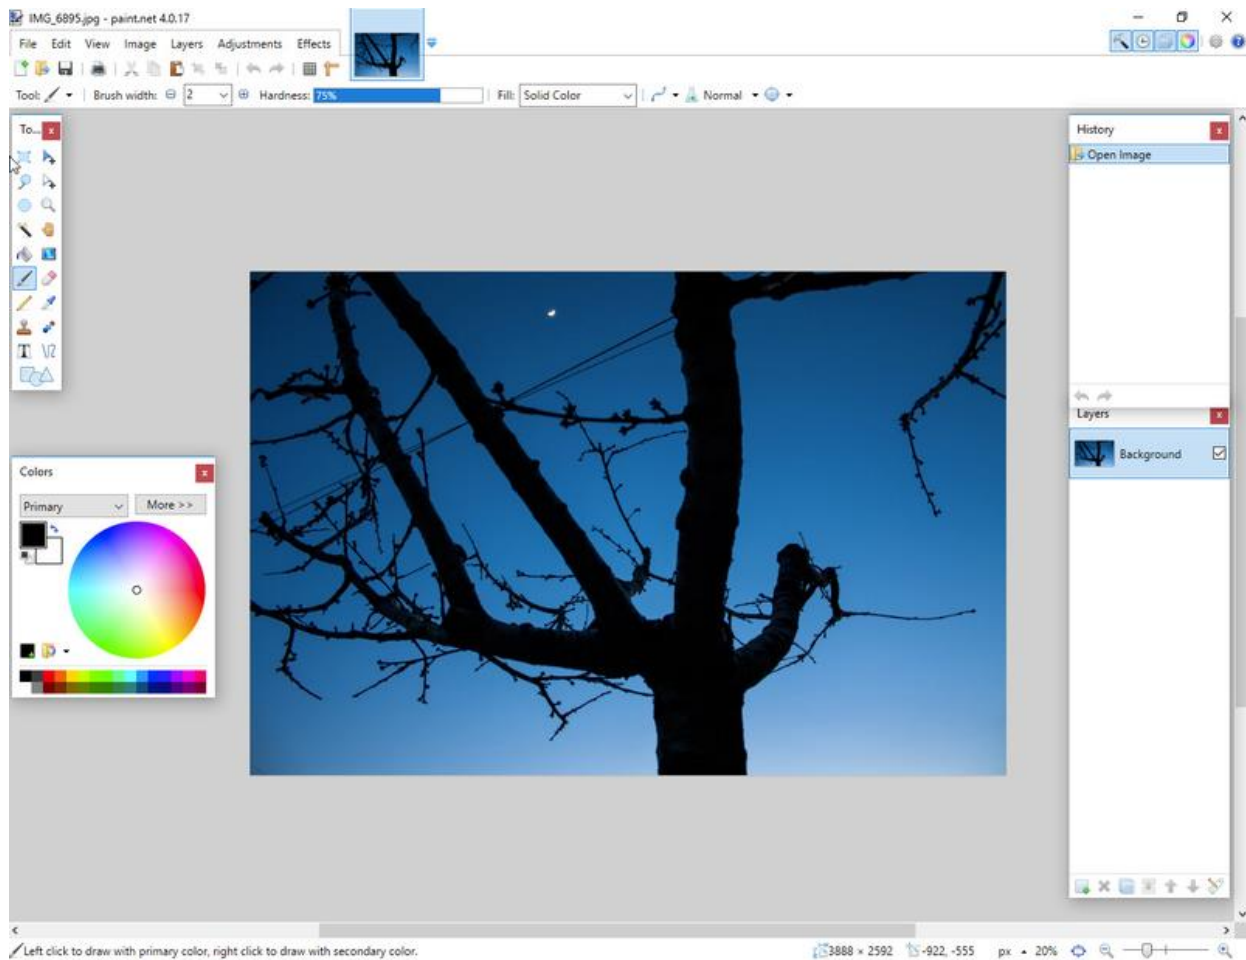 IMG_6895.jpg - paint.net 4.0.17
File Edit View Image Layers Adjustments Effects
Tool: Brush width: 2 Hardness: 75% Fill: Solid Color Normal
To...
History
Open Image
Layers
Background
Colors
Primary More >>
Left click to draw with primary color, right click to draw with secondary color. 3888 × 2592 -922, -555 px 20%